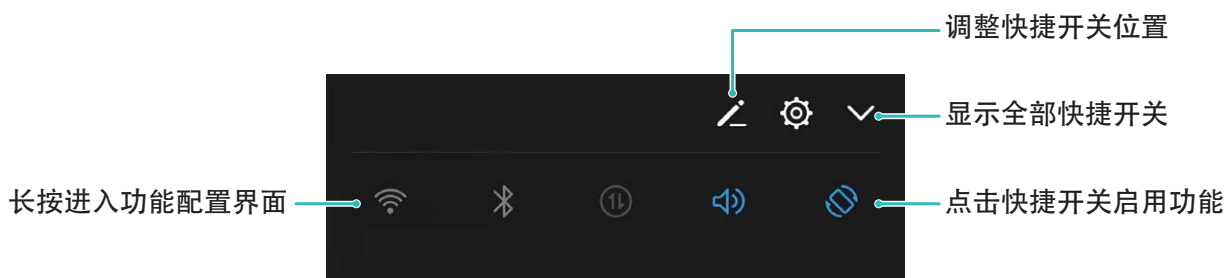 调整快捷开关位置
显示全部快捷开关
长按进入功能配置界面
点击快捷开关启用功能